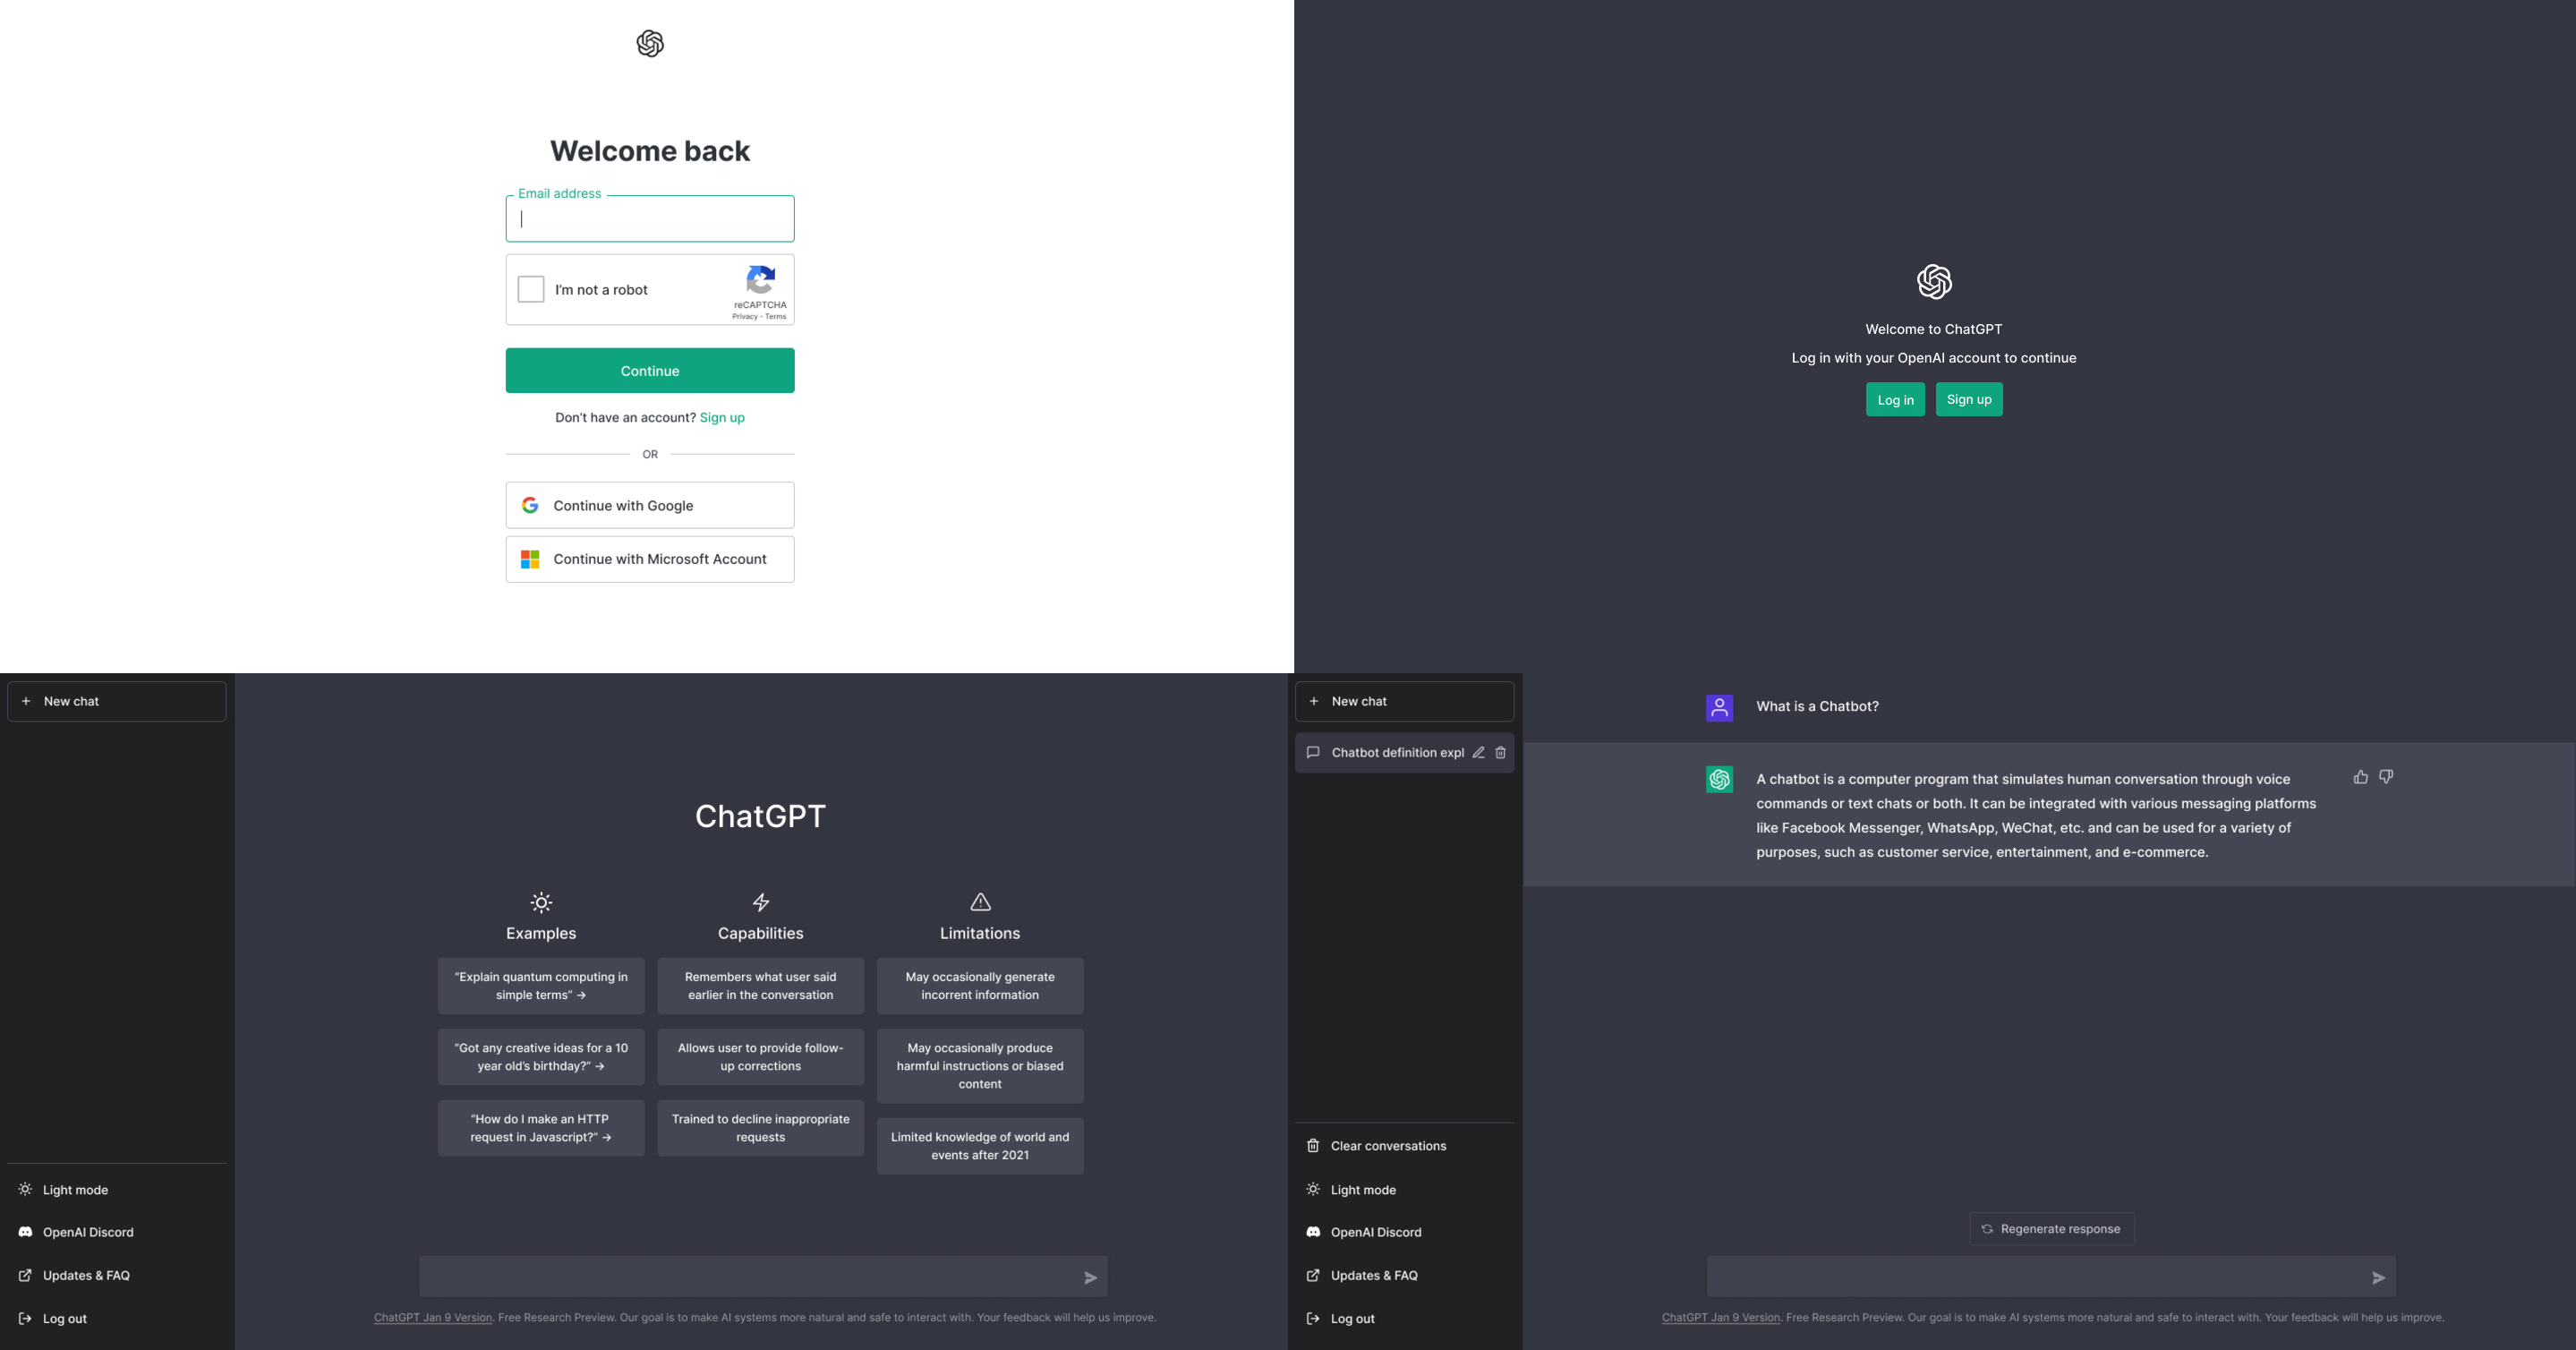 Welcome back
Email address
I'm not a robot
reCAPTCHA
Privacy - Terms
Continue
Don't have an account? Sign up
OR
Continue with Google
Continue with Microsoft Account
Welcome to ChatGPT
Log in with your OpenAI account to continue
Log in
Sign up
New chat
ChatGPT
Examples
"Explain quantum computing in
simple terms" →
"Got any creative ideas for a 10
year old's birthday?" →
"How do I make an HTTP
request in Javascript?" →
Capabilities
Remembers what user said
earlier in the conversation
Allows user to provide follow-
up corrections
Trained to decline inappropriate
requests
Limitations
May occasionally generate
incorrent information
May occasionally produce
harmful instructions or biased
content
Limited knowledge of world and
events after 2021
Light mode
OpenAI Discord
Updates & FAQ
Log out
ChatGPT Jan 9 Version. Free Research Preview. Our goal is to make AI systems more natural and safe to interact with. Your feedback will help us improve.
New chat
Chatbot definition expl
What is a Chatbot?
A chatbot is a computer program that simulates human conversation through voice
commands or text chats or both. It can be integrated with various messaging platforms
like Facebook Messenger, WhatsApp, WeChat, etc. and can be used for a variety of
purposes, such as customer service, entertainment, and e-commerce.
Clear conversations
Light mode
OpenAI Discord
Updates & FAQ
Log out
Regenerate response
ChatGPT Jan 9 Version. Free Research Preview. Our goal is to make AI systems more natural and safe to interact with. Your feedback will help us improve.